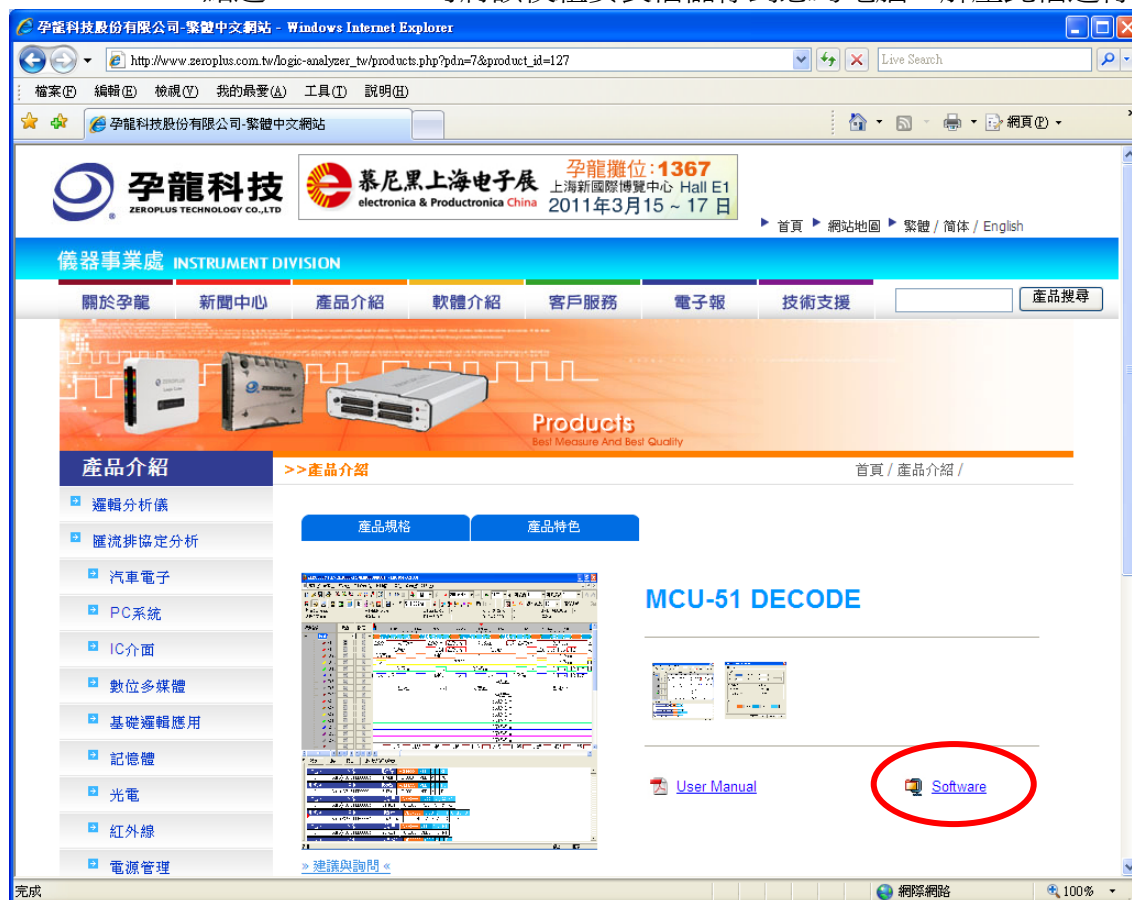 孕龍科技股份有限公司-繁體中文網站 - Windows Internet Explorer
http://www.zeroplus.com.tw/logic-analyzer_tw/products.php?pdn=7&product_id=127
Live Search
檔案(F) 編輯(E) 檢視(V) 我的最愛(A) 工具(T) 說明(H)
孕龍科技股份有限公司-繁體中文網站
網頁(P)
孕龍科技
ZEROPLUS TECHNOLOGY CO.,LTD
慕尼黑上海电子展
electronica & Productronica China
孕龍攤位:1367
上海新國際博覽中心 Hall E1
2011年3月15 ~ 17 日
首頁 網站地圖 繁體 / 简体 / English
儀器事業處 INSTRUMENT DIVISION
關於孕龍 新聞中心 產品介紹 軟體介紹 客戶服務 電子報 技術支援 產品搜尋
Products
Best Measure And Best Quality
產品介紹
>>產品介紹
首頁 / 產品介紹 /
邏輯分析儀
匯流排協定分析
汽車電子
PC系統
IC介面
數位多媒體
基礎邏輯應用
記憶體
光電
紅外線
電源管理
產品規格 產品特色
MCU-51 DECODE
User Manual
Software
» 建議與詢問 «
完成
網際網路
100%